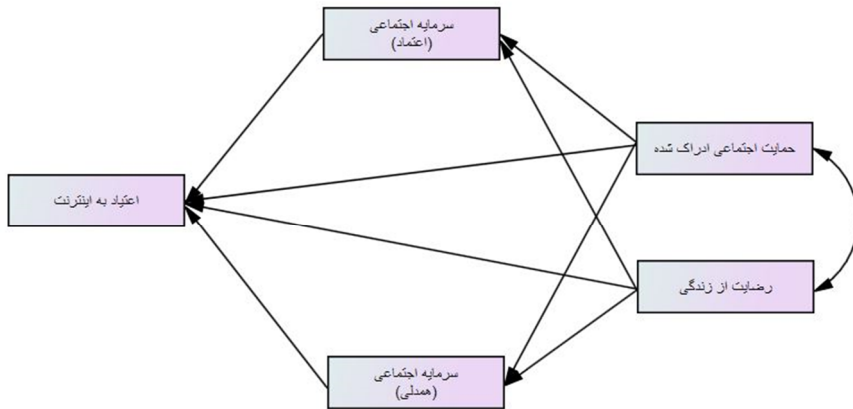 سرمایه اجتماعی
(اعتماد)
حمایت اجتماعی ادراک شده
اعتیاد به اینترنت
رضایت از زندگی
سرمایه اجتماعی
(همدلی)